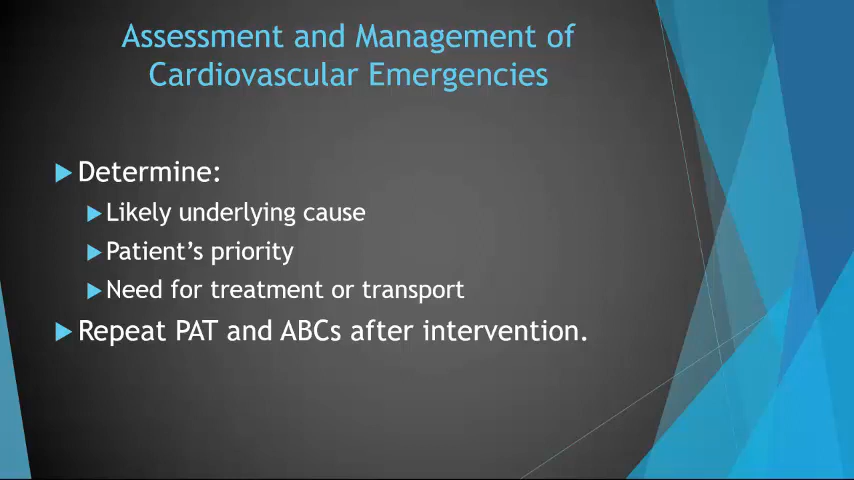 Assessment and Management of
Cardiovascular Emergencies
Determine:
Likely underlying cause
Patient’s priority
Need for treatment or transport
Repeat PAT and ABCs after intervention.